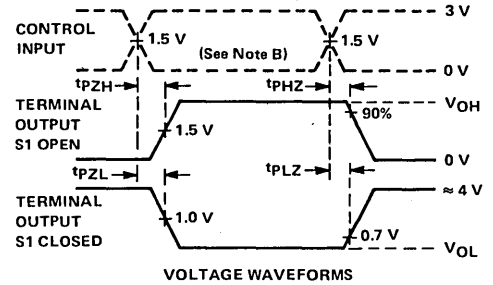 3 V
CONTROL
INPUT
1.5 V
(See Note B)
1.5 V
0 V
tPZH
tPHZ
VOH
TERMINAL
OUTPUT
S1 OPEN
1.5 V
90%
0 V
tPZL
tPLZ
≈ 4 V
TERMINAL
OUTPUT
S1 CLOSED
1.0 V
0.7 V
VOL
VOLTAGE WAVEFORMS